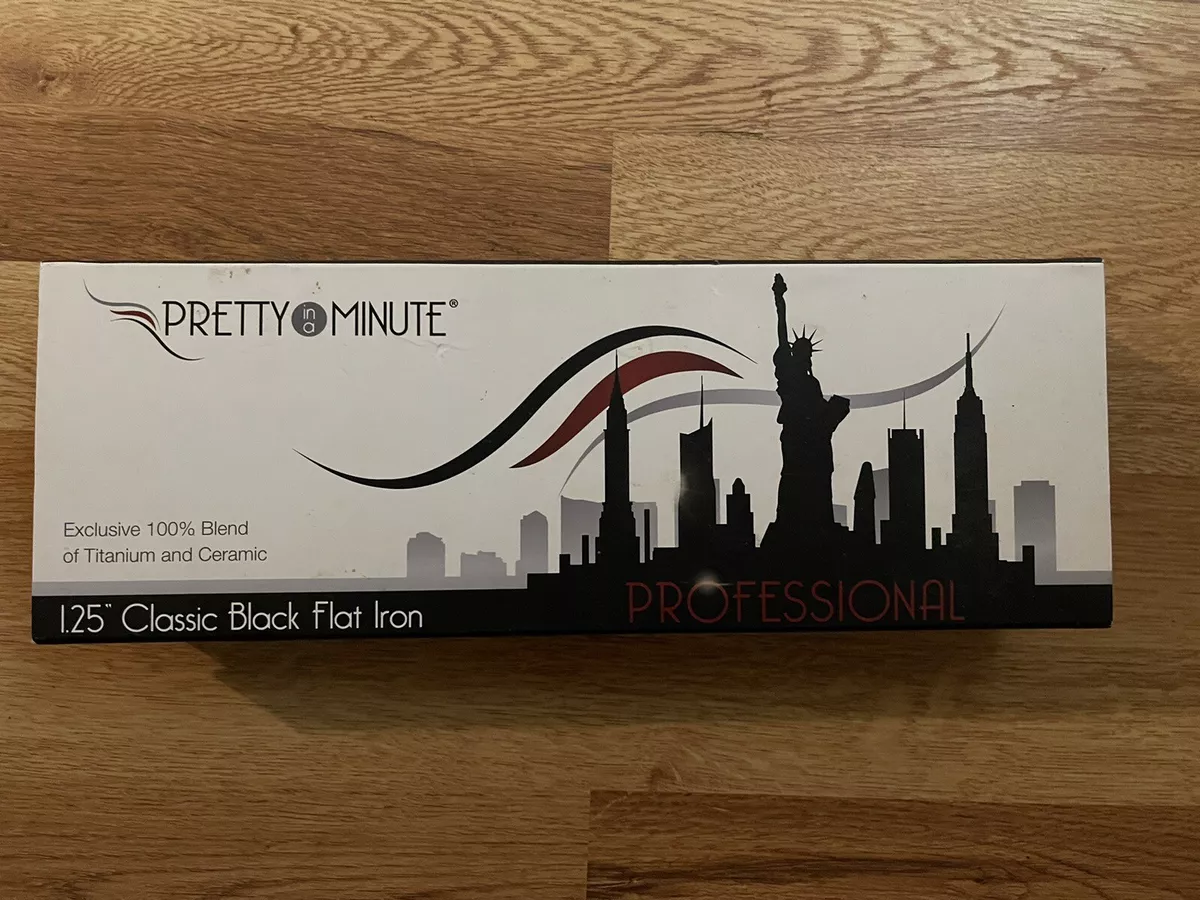 PRETTY in a MINUTE®
Exclusive 100% Blend
of Titanium and Ceramic
1.25" Classic Black Flat Iron
PROFESSIONAL